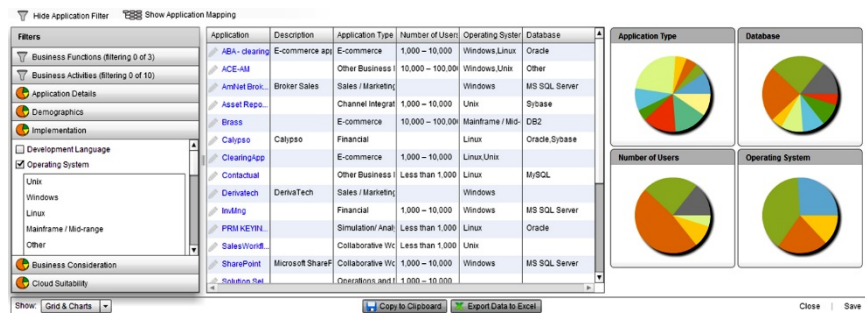 Hide Application Filter Show Application Mapping
Filters
Business Functions (filtering 0 of 3)
Business Activities (filtering 0 of 10)
Application Details
Demographics
Implementation
Development Language
Operating System
Unix
Windows
Linux
Mainframe / Mid-range
Other
Business Consideration
Cloud Suitability
Application Description Application Type Number of Users Operating System Database
ABA - clearing E-commerce app E-commerce 1,000 – 10,000 Windows,Linux Oracle
ACE-AM Other Business I 10,000 – 100,000 Windows,Unix Other
AmNet Brok... Broker Sales Sales / Marketing Windows MS SQL Server
Asset Repo... Channel Integrat 1,000 – 10,000 Unix Sybase
Brass E-commerce 10,000 – 100,000 Mainframe / Mid- DB2
Calypso Calypso Financial Linux Oracle,Sybase
ClearingApp E-commerce 1,000 – 10,000 Linux,Unix
Contactual Other Business I Less than 1,000 Linux MySQL
Derivatech DerivaTech Sales / Marketing Windows
InvMng Financial 1,000 – 10,000 Windows MS SQL Server
PRM KEYIN... Simulation/ Anal Less than 1,000 Linux Oracle
SalesWorkfl... Collaborative Wo Less than 1,000 Unix
SharePoint Microsoft ShareP Collaborative Wo 1,000 – 10,000 Windows MS SQL Server
Solution Sel Operations and I 1,000 – 10,000
Application Type
Database
Number of Users
Operating System
Show: Grid & Charts Copy to Clipboard Export Data to Excel Close | Save